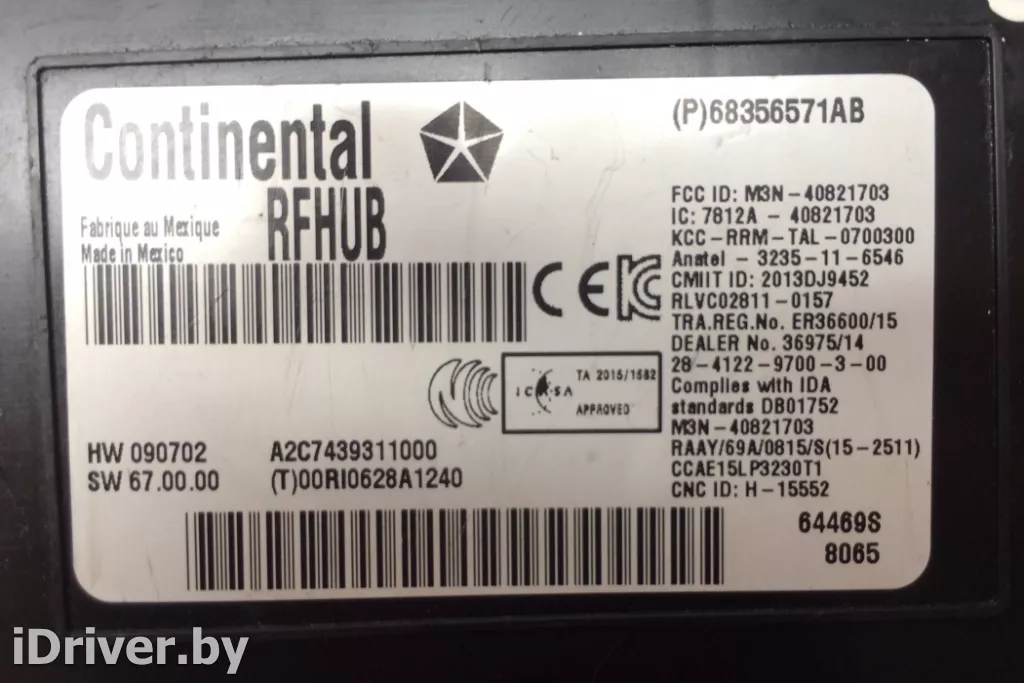 Continental
RFHUB
Fabrique au Mexique
Made in Mexico
(P)68356571AB
FCC ID: M3N-40821703
IC: 7812A - 40821703
KCC-RRM-TAL-0700300
Anatel - 3235-11-6546
CMIIT ID: 2013DJ9452
RLVC02811-0157
TRA.REG.No. ER36600/15
DEALER No. 36975/14
28-4122-9700-3-00
Complies with IDA
standards DB01752
M3N-40821703
RAAY/69A/0815/S(15-2511)
CCAE15LP3230T1
CNC ID: H-15552
CE
ICASA
TA 2015/1582
APPROVED
HW 090702
A2C7439311000
SW 67.00.00
(T)00RI0628A1240
64469S
8065
iDriver.by